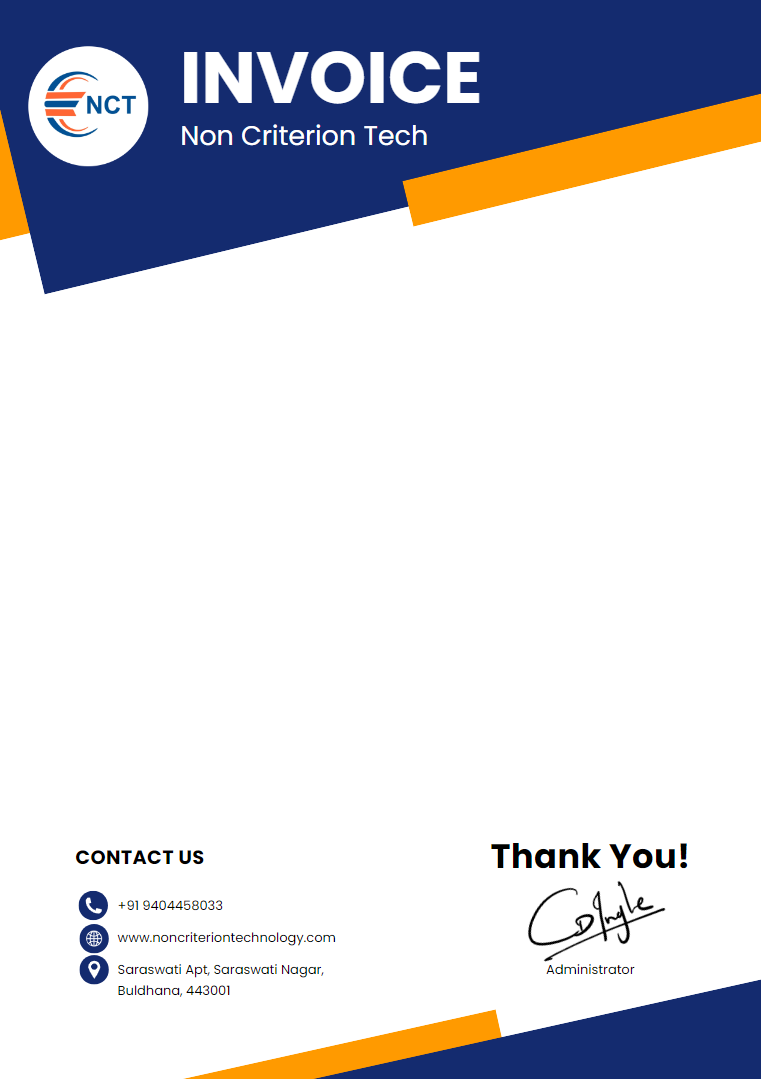 NCT
INVOICE
Non Criterion Tech
CONTACT US
+91 9404458033
www.noncriteriontechnology.com
Saraswati Apt, Saraswati Nagar,
Buldhana, 443001
Thank You!
CDIngle
Administrator